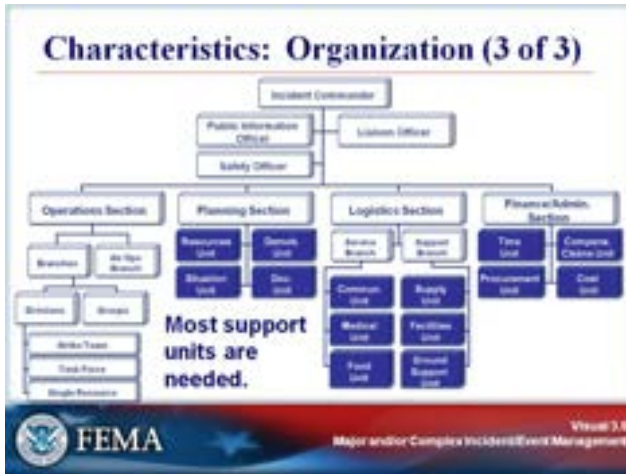 Characteristics: Organization (3 of 3)
Incident Commander
Public Information
Officer
Liaison Officer
Safety Officer
Operations Section
Planning Section
Logistics Section
Finance/Admin.
Section
Branches
Air Ops
Branch
Divisions
Groups
Strike Team
Task Force
Single Resource
Resources
Unit
Demob.
Unit
Situation
Unit
Doc.
Unit
Service
Branch
Support
Branch
Commun.
Unit
Supply
Unit
Medical
Unit
Facilities
Unit
Food
Unit
Ground
Support
Unit
Time
Unit
Compens.
Claims Unit
Procurement
Unit
Cost
Unit
Most support
units are
needed.
FEMA
Major and/or Complex Incident/Event Management